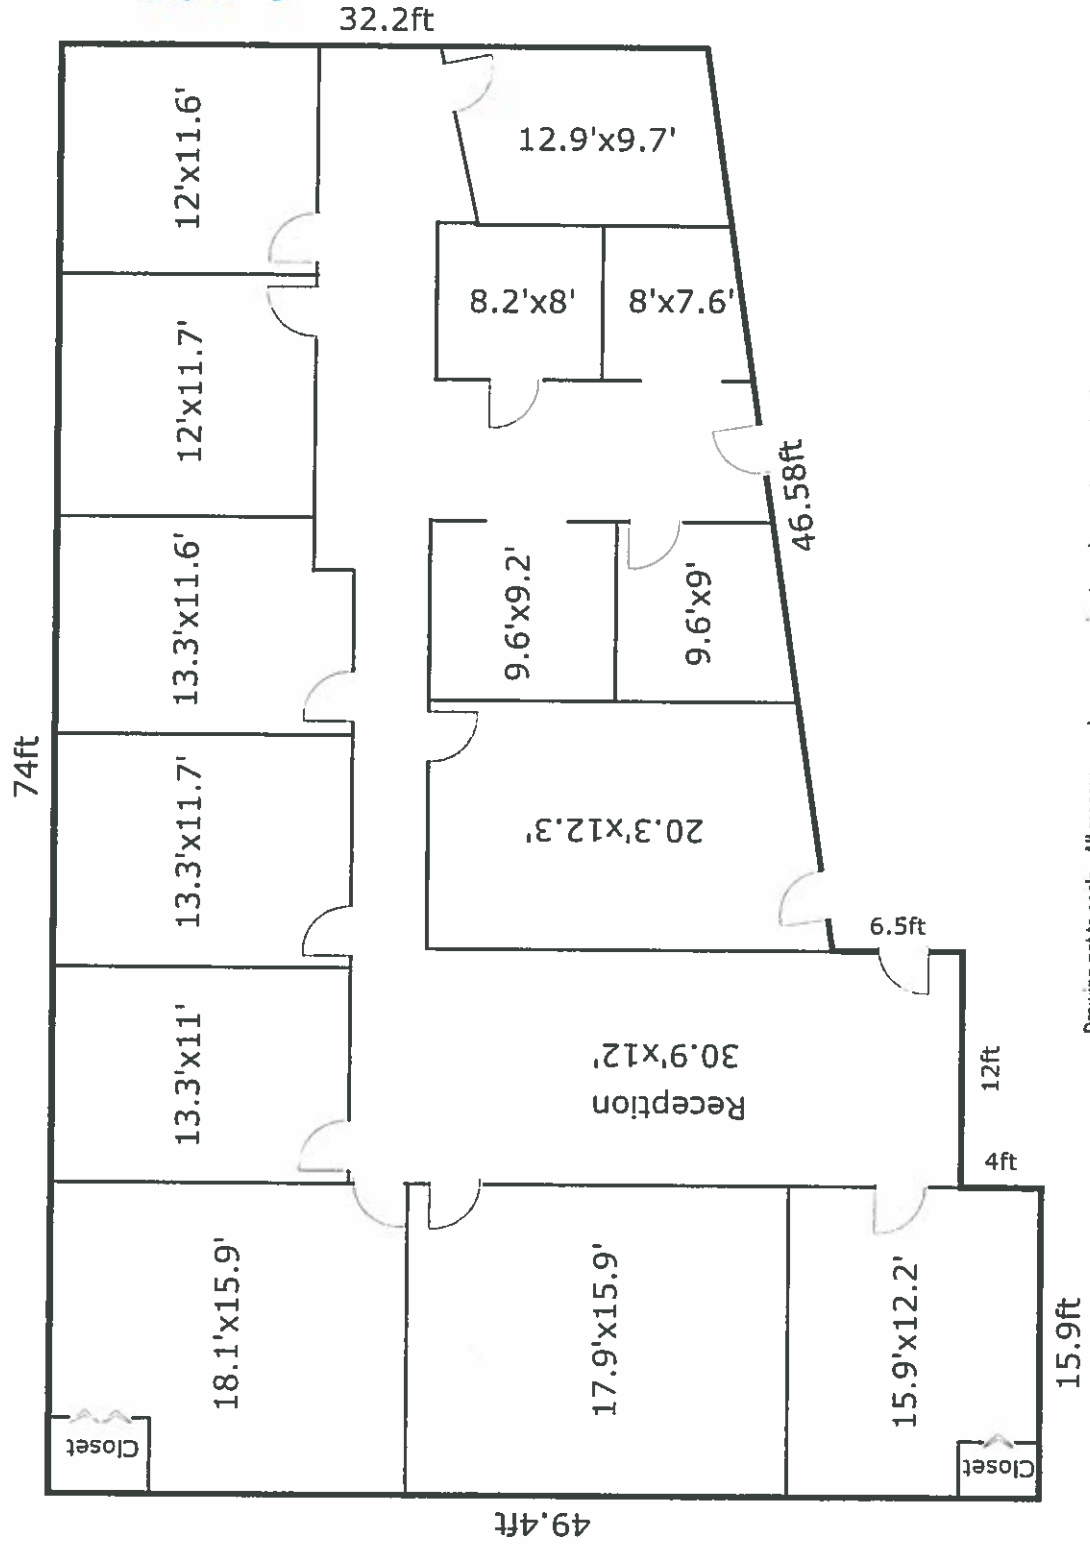 32.2ft
12'x11.6'
12.9'x9.7'
8.2'x8'
8'x7.6'
12'x11.7'
46.58ft
13.3'x11.6'
9.6'x9.2'
9.6'x9'
74ft
13.3'x11.7'
20.3'x12.3'
6.5ft
13.3'x11'
30.9'x12'
Reception
12ft
4ft
18.1'x15.9'
17.9'x15.9'
15.9'x12.2'
15.9ft
Closet
Closet
49.4ft